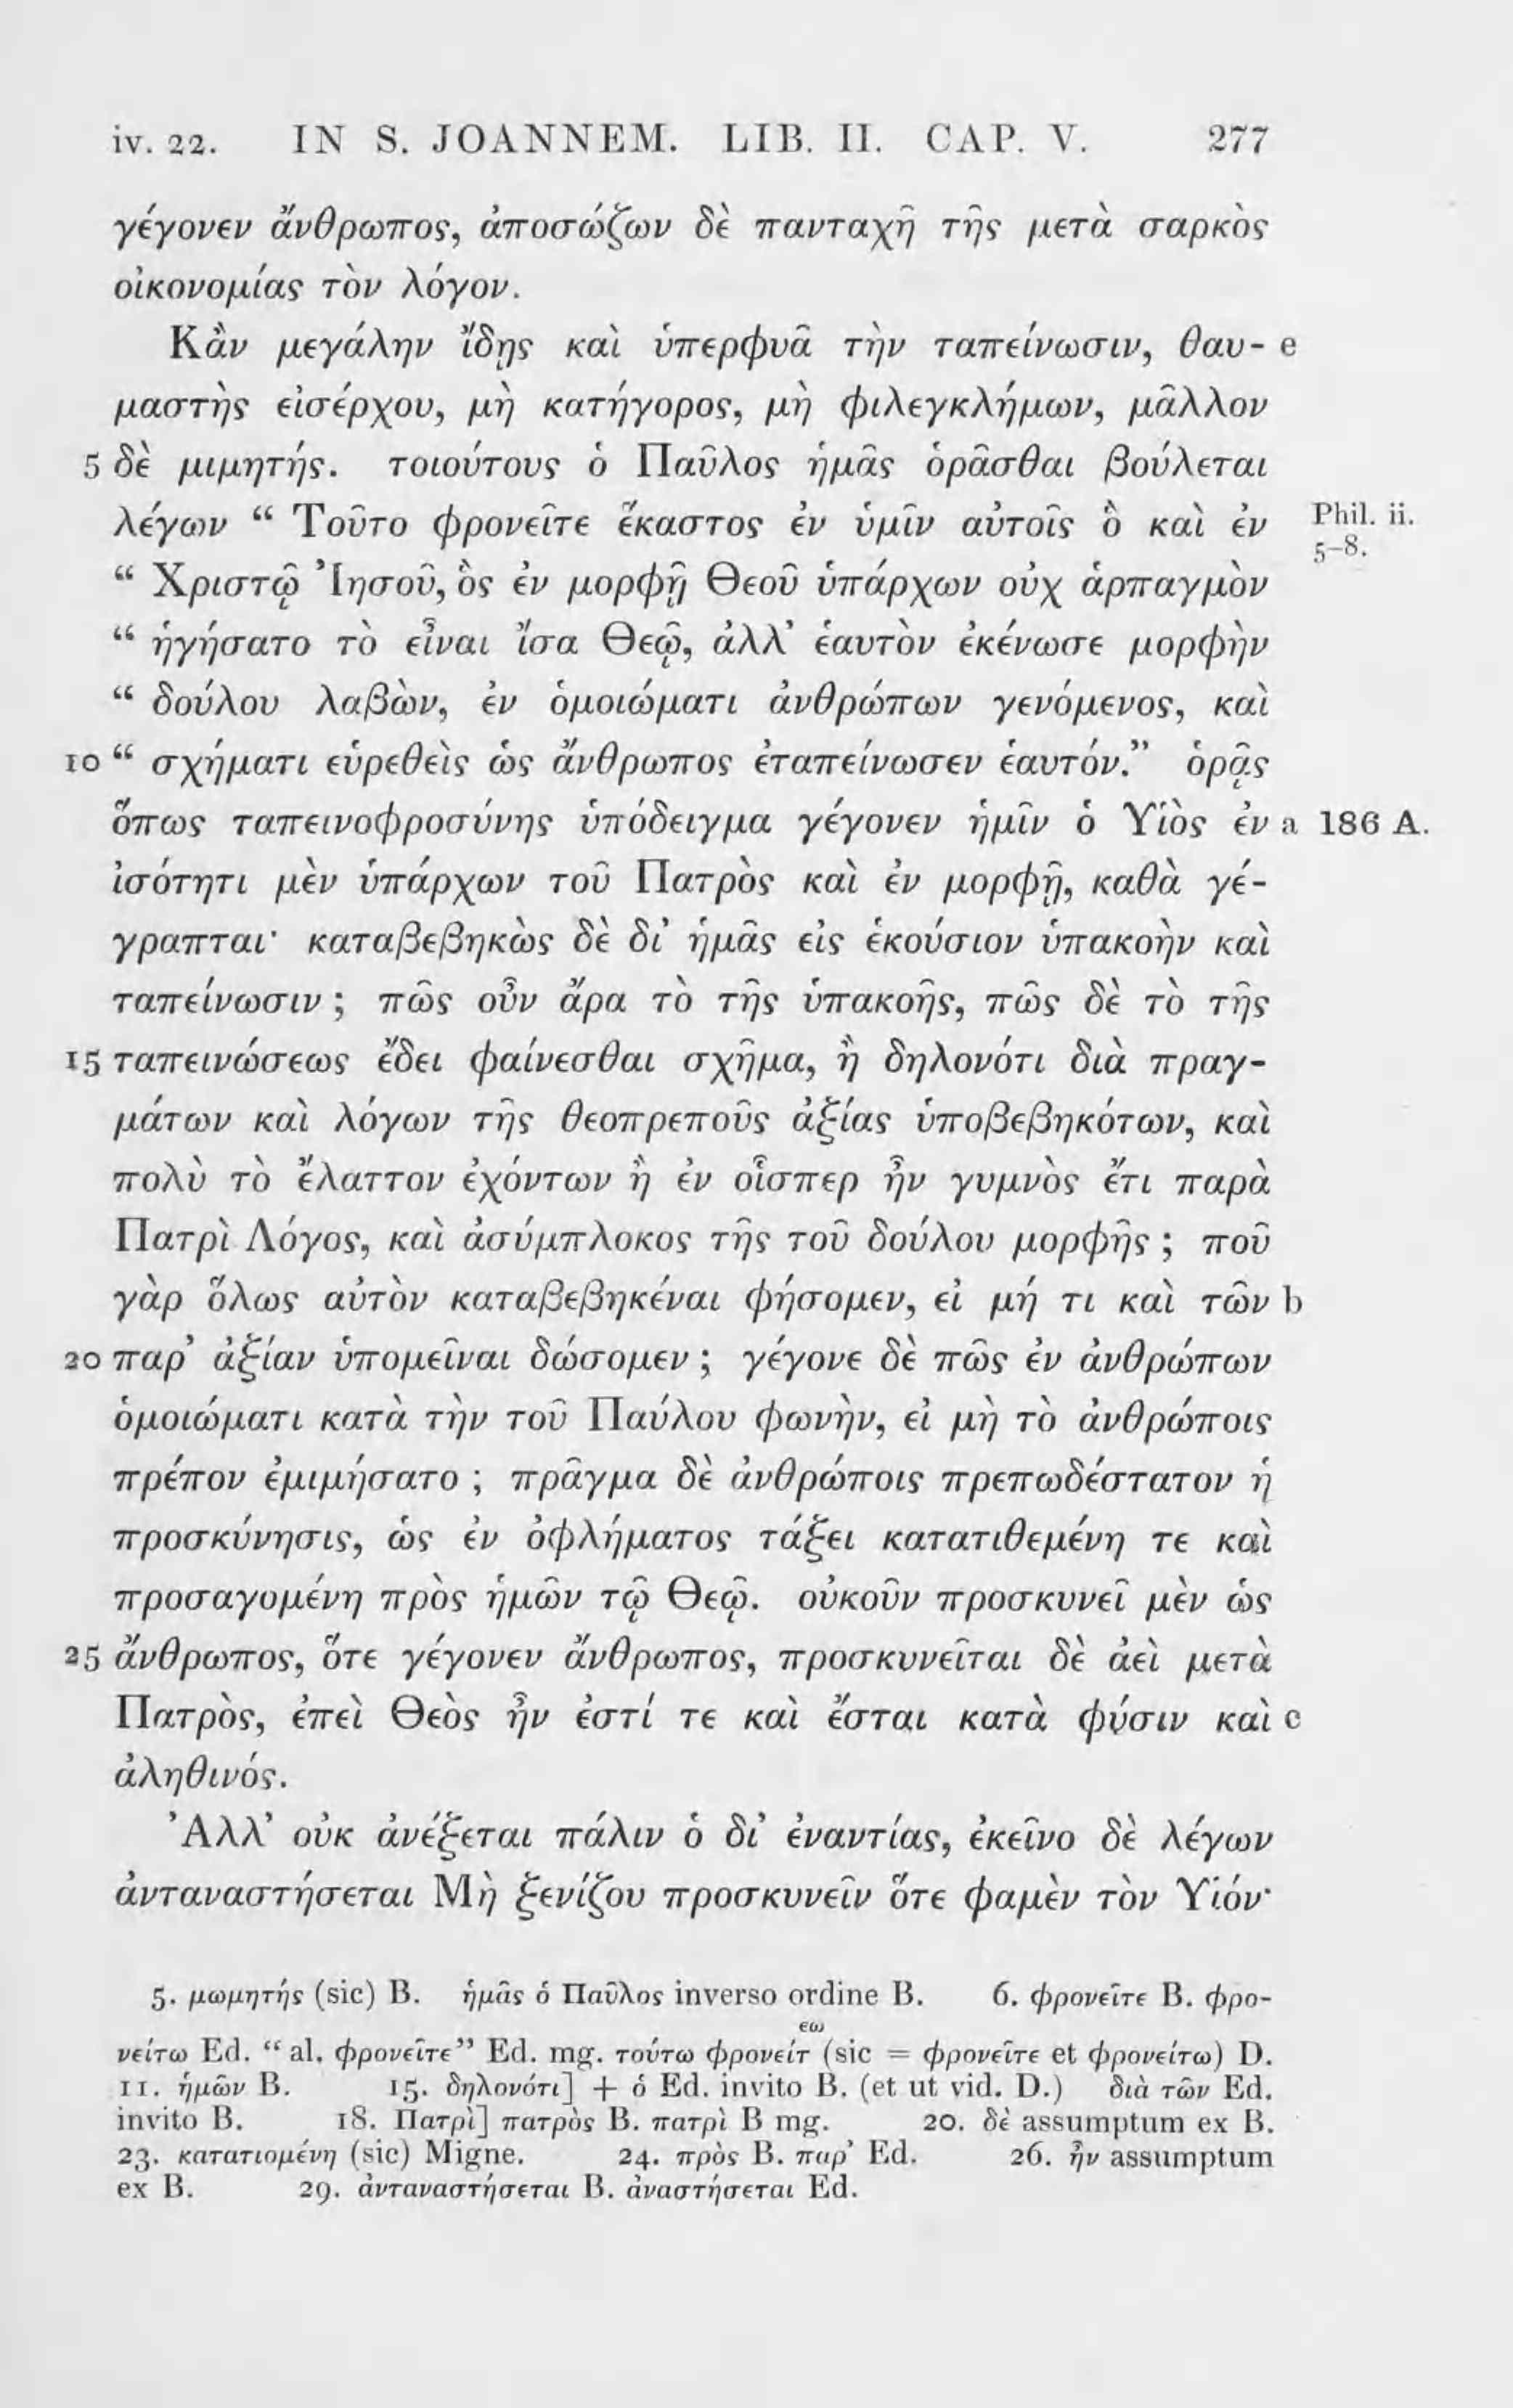 iv. 22. IN S. JOANNEM. LIB. II. CAP. V. 277
γέγονεν ἄνθρωπος, ἀποσώζων δὲ πανταχῆ τῆς μετὰ σαρκὸς
οἰκονομίας τὸν λόγον.
Κἂν μεγάλην ἴδῃς καὶ ὑπερφυᾶ τὴν ταπείνωσιν, θαυ- e
μαστὴς εἰσέρχου, μὴ κατήγορος, μὴ φιλεγκλήμων, μᾶλλον
5 δὲ μιμητής. τοιούτους ὁ Παῦλος ἡμᾶς ὁρᾶσθαι βούλεται
λέγων “ Τοῦτο φρονεῖτε ἕκαστος ἐν ὑμῖν αὐτοῖς ὃ καὶ ἐν Phil. ii.
5–8.
“ Χριστῷ Ἰησοῦ, ὃς ἐν μορφῇ Θεοῦ ὑπάρχων οὐχ ἁρπαγμὸν
“ ἡγήσατο τὸ εἶναι ἴσα Θεῷ, ἀλλ’ ἑαυτὸν ἐκένωσε μορφὴν
“ δούλου λαβὼν, ἐν ὁμοιώματι ἀνθρώπων γενόμενος, καὶ
10 “ σχήματι εὑρεθεὶς ὡς ἄνθρωπος ἐταπείνωσεν ἑαυτόν.” ὁρᾷς
ὅπως ταπεινοφροσύνης ὑπόδειγμα γέγονεν ἡμῖν ὁ Υἱὸς ἐν a 186 A.
ἰσότητι μὲν ὑπάρχων τοῦ Πατρὸς καὶ ἐν μορφῇ, καθὰ γέ-
γραπται· καταβεβηκὼς δὲ δι’ ἡμᾶς εἰς ἑκούσιον ὑπακοὴν καὶ
ταπείνωσιν ; πῶς οὖν ἄρα τὸ τῆς ὑπακοῆς, πῶς δὲ τὸ τῆς
15 ταπεινώσεως ἔδει φαίνεσθαι σχῆμα, ἢ δηλονότι διὰ πραγ-
μάτων καὶ λόγων τῆς θεοπρεποῦς ἀξίας ὑποβεβηκότων, καὶ
πολὺ τὸ ἔλαττον ἐχόντων ἢ ἐν οἷσπερ ἦν γυμνὸς ἔτι παρὰ
Πατρὶ Λόγος, καὶ ἀσύμπλοκος τῆς τοῦ δούλου μορφῆς ; ποῦ
γὰρ ὅλως αὐτὸν καταβεβηκέναι φήσομεν, εἰ μή τι καὶ τῶν b
20 παρ’ ἀξίαν ὑπομεῖναι δώσομεν ; γέγονε δὲ πῶς ἐν ἀνθρώπων
ὁμοιώματι κατὰ τὴν τοῦ Παύλου φωνὴν, εἰ μὴ τὸ ἀνθρώποις
πρέπον ἐμιμήσατο ; πρᾶγμα δὲ ἀνθρώποις πρεπωδέστατον ἡ
προσκύνησις, ὡς ἐν ὀφλήματος τάξει κατατιθεμένη τε καὶ
προσαγομένη πρὸς ἡμῶν τῷ Θεῷ. οὐκοῦν προσκυνεῖ μὲν ὡς
25 ἄνθρωπος, ὅτε γέγονεν ἄνθρωπος, προσκυνεῖται δὲ ἀεὶ μετὰ
Πατρὸς, ἐπεὶ Θεὸς ἦν ἐστί τε καὶ ἔσται κατὰ φύσιν καὶ c
ἀληθινός.
Ἀλλ’ οὐκ ἀνέξεται πάλιν ὁ δι’ ἐναντίας, ἐκεῖνο δὲ λέγων
ἀνταναστήσεται Μὴ ξενίζου προσκυνεῖν ὅτε φαμὲν τὸν Υἱόν·
5. μωμητής (sic) B. ἡμᾶς ὁ Παῦλος inverso ordine B. 6. φρονεῖτε B. φρο-
νείτω Ed. “ al. φρονεῖτε” Ed. mg. τούτω φρονείτ εω (sic = φρονεῖτε et φρονείτω) D.
11. ἡμῶν B. 15. δηλονότι] + ὁ Ed. invito B. (et ut vid. D.) διὰ τῶν Ed.
invito B. 18. Πατρὶ] πατρὸς B. πατρὶ B mg. 20. δὲ assumptum ex B.
23. κατατιομένη (sic) Migne. 24. πρὸς B. παρ’ Ed. 26. ἦν assumptum
ex B. 29. ἀνταναστήσεται B. ἀναστήσεται Ed.